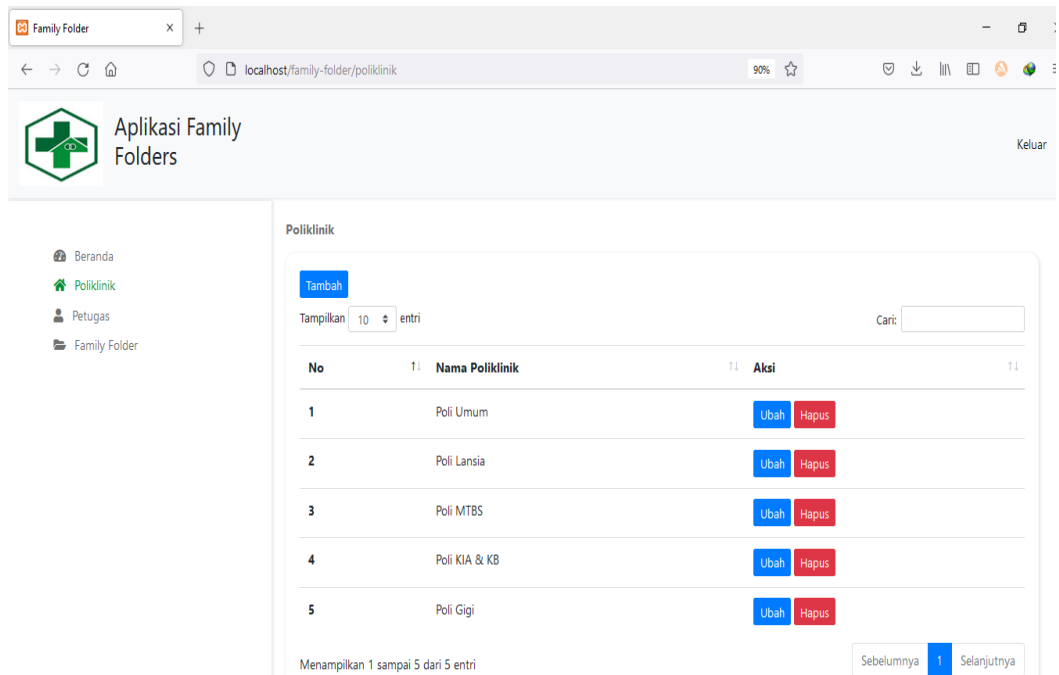 Family Folder
localhost/family-folder/poliklinik
90%
Aplikasi Family
Folders
Keluar
Beranda
Poliklinik
Petugas
Family Folder
Poliklinik
Tambah
Tampilkan 10 entri
Cari:
No Nama Poliklinik Aksi
1 Poli Umum Ubah Hapus
2 Poli Lansia Ubah Hapus
3 Poli MTBS Ubah Hapus
4 Poli KIA & KB Ubah Hapus
5 Poli Gigi Ubah Hapus
Menampilkan 1 sampai 5 dari 5 entri
Sebelumnya 1 Selanjutnya